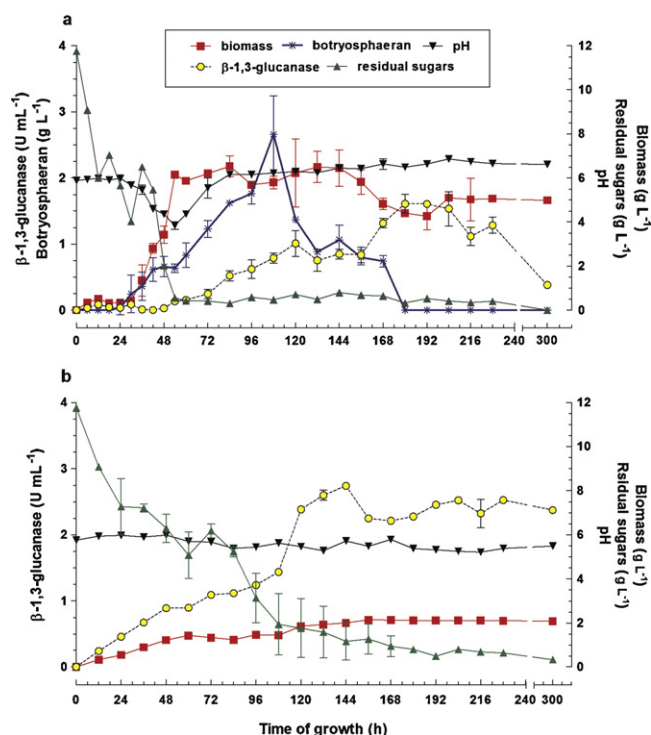 a
biomass botryosphaeran pH
β-1,3-glucanase residual sugars
β-1,3-glucanase (U mL⁻¹)
Botryosphaeran (g L⁻¹)
4
3
2
1
0
12
10
8
6
4
2
0
Biomass (g L⁻¹)
Residual sugars (g L⁻¹)
pH
0 24 48 72 96 120 144 168 192 216 240 300
b
β-1,3-glucanase (U mL⁻¹)
4
3
2
1
0
12
10
8
6
4
2
0
Biomass (g L⁻¹)
Rsidual sugars (g L⁻¹)
pH
0 24 48 72 96 120 144 168 192 216 240 300
Time of growth (h)